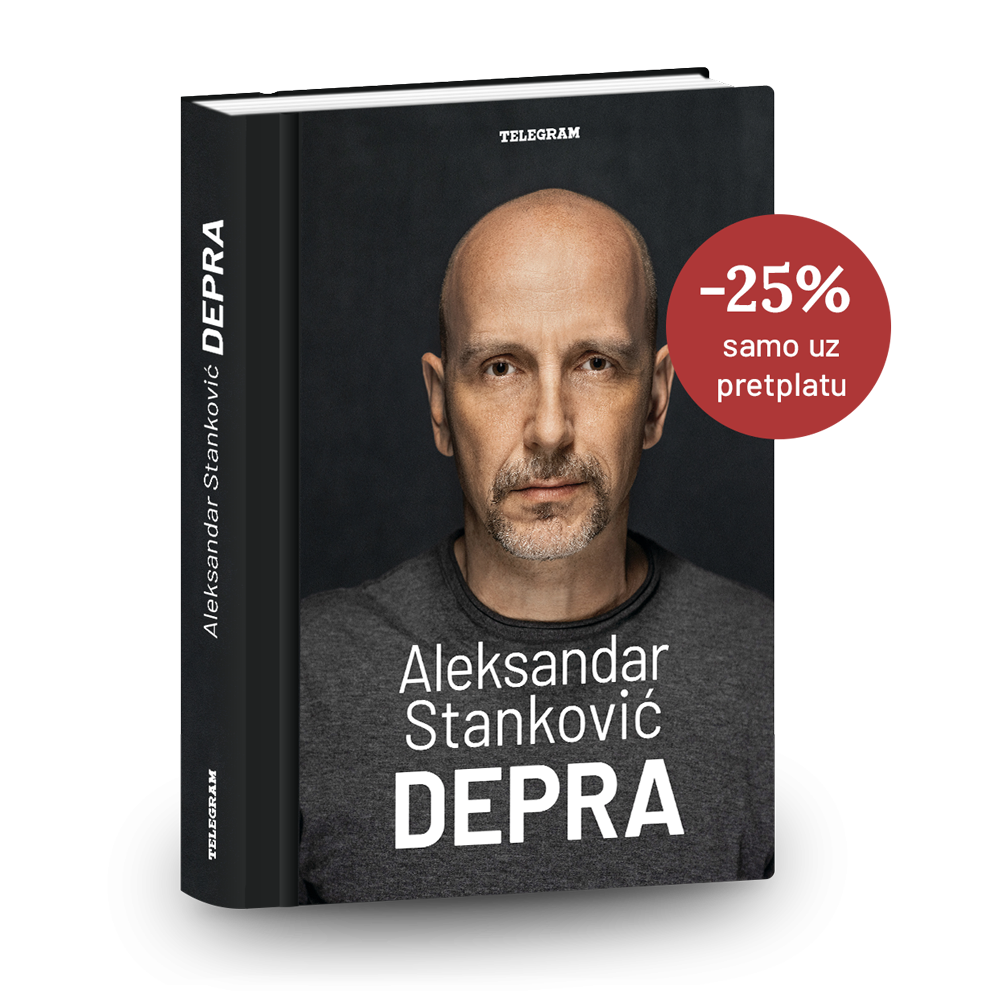 TELEGRAM
Aleksandar
Stanković
DEPRA
-25%
samo uz
pretplatu
Aleksandar Stanković DEPRA
TELEGRAM